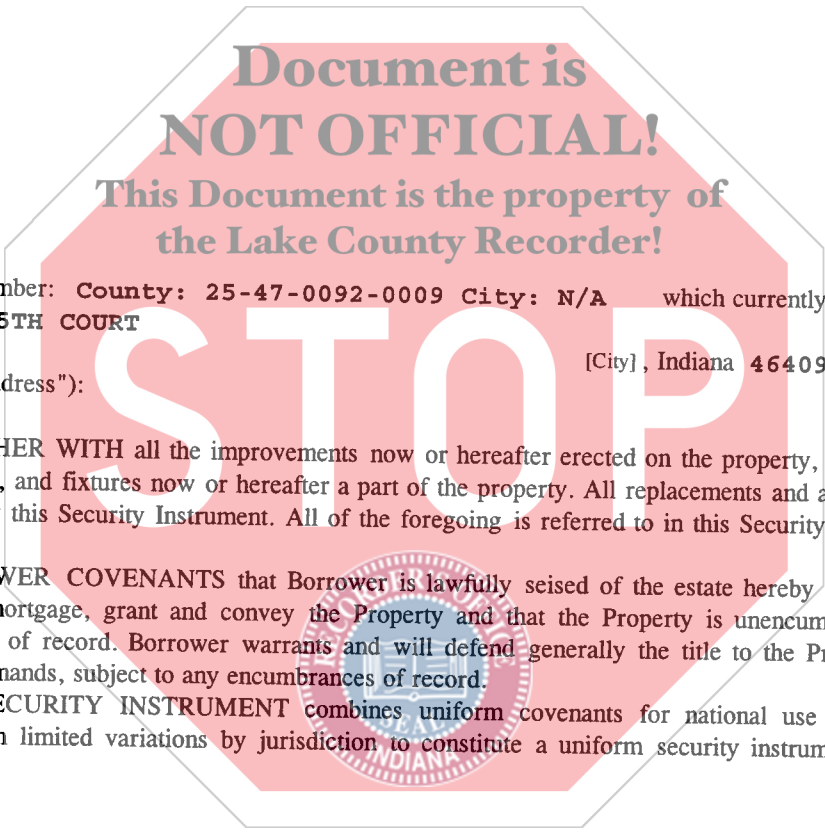 Document is
NOT OFFICIAL!
This Document is the property of
the Lake County Recorder!
mber: County: 25-47-0092-0009 City: N/A which currently
5TH COURT
[City] , Indiana 46409
dress"):
STOP
HER WITH all the improvements now or hereafter erected on the property,
, and fixtures now or hereafter a part of the property. All replacements and a
this Security Instrument. All of the foregoing is referred to in this Security
WER COVENANTS that Borrower is lawfully seised of the estate hereby
ortgage, grant and convey the Property and that the Property is unencum
of record. Borrower warrants and will defend generally the title to the Pr
mands, subject to any encumbrances of record.
ECURITY INSTRUMENT combines uniform covenants for national use
limited variations by jurisdiction to constitute a uniform security instrum
RECORDER'S OFFICE
SEAL
INDIANA